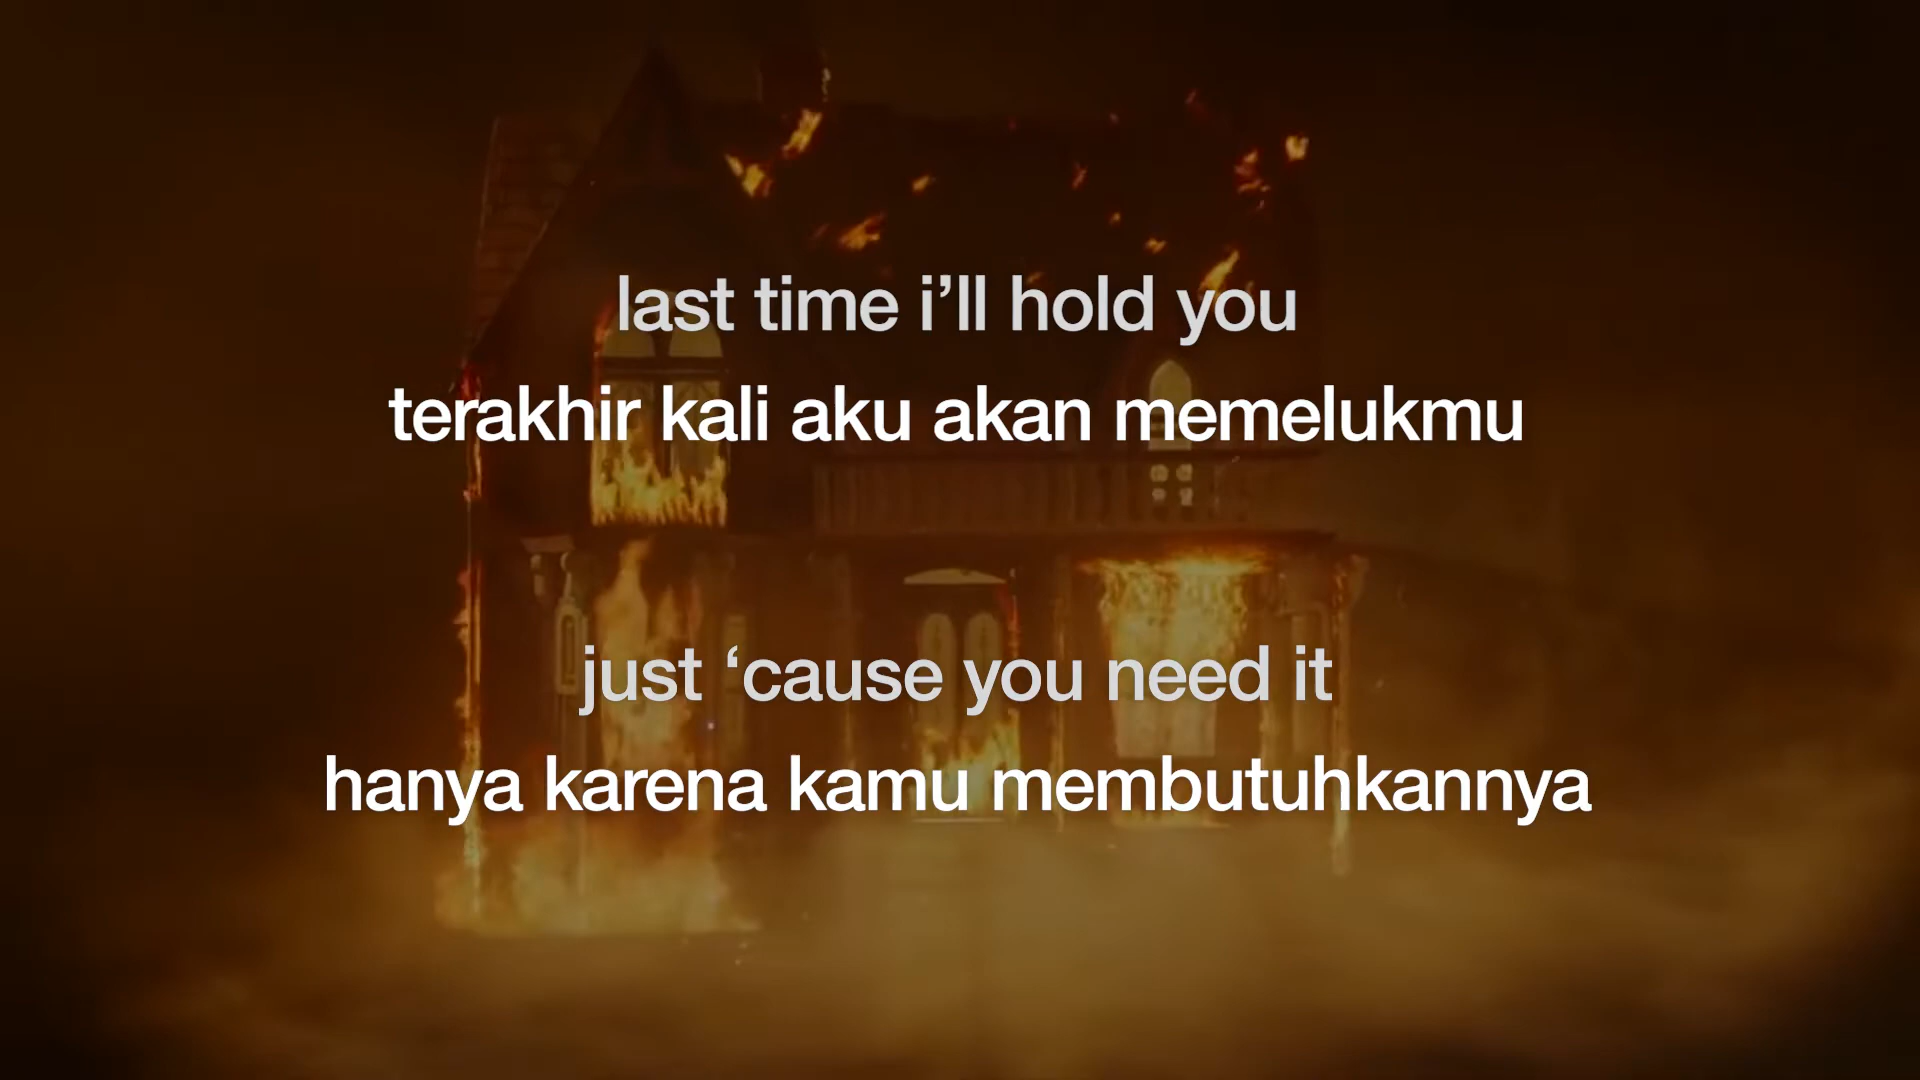 last time i’ll hold you
terakhir kali aku akan memelukmu
just ‘cause you need it
hanya karena kamu membutuhkannya